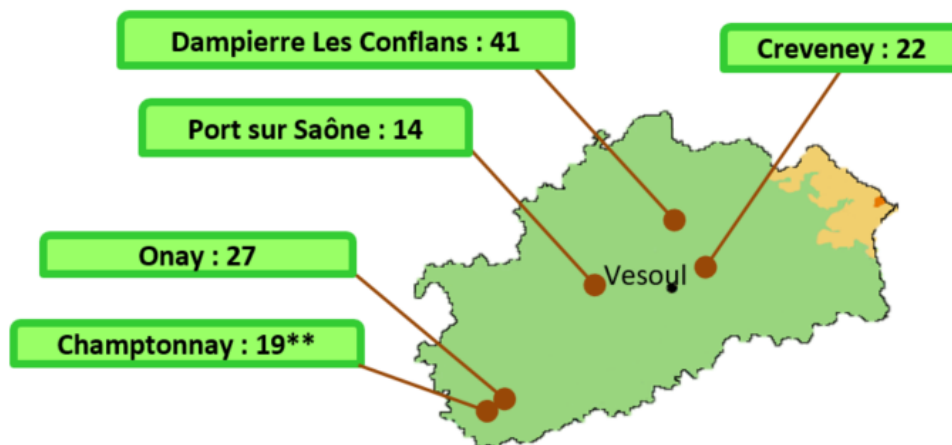 Dampierre Les Conflans : 41
Creveney : 22
Port sur Saône : 14
Onay : 27
Vesoul
Champtonnay : 19**